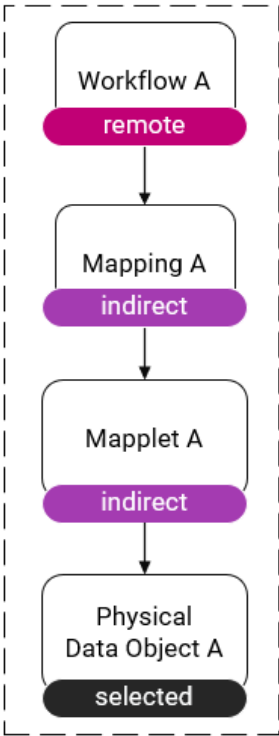 Workflow A
remote
Mapping A
indirect
Mapplet A
indirect
Physical
Data Object A
selected